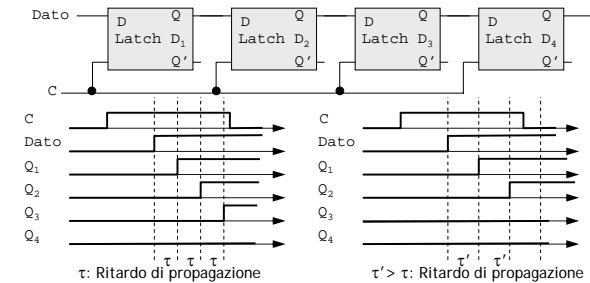 Dato D Q D Q D Q D Q
Latch D1 Latch D2 Latch D3 Latch D4
Q' Q' Q' Q'
C
C
Dato
Q1
Q2
Q3
Q4
τ τ τ
τ: Ritardo di propagazione
C
Dato
Q1
Q2
Q3
Q4
τ' τ'
τ'> τ: Ritardo di propagazione